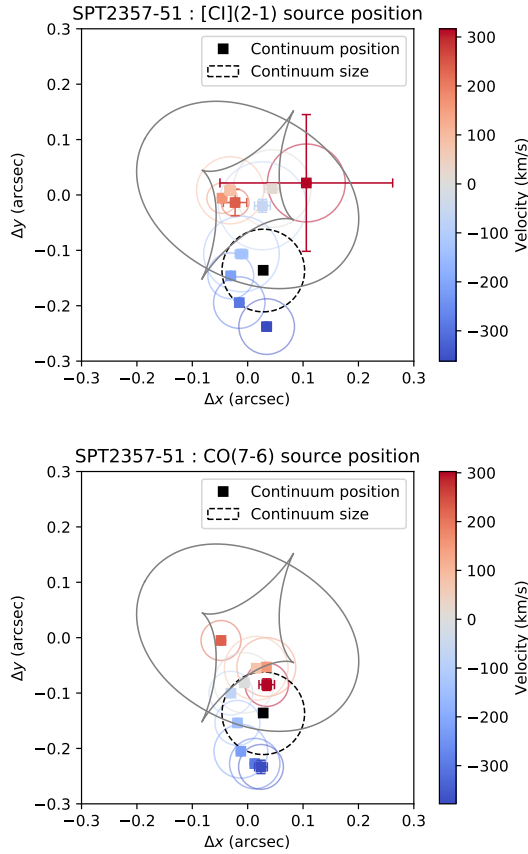 SPT2357-51 : [CI](2-1) source position
Continuum position
Continuum size
0.3
0.2
0.1
0.0
−0.1
−0.2
−0.3
Δy (arcsec)
−0.3 −0.2 −0.1 0.0 0.1 0.2 0.3
Δx (arcsec)
300
200
100
0
−100
−200
−300
Velocity (km/s)
SPT2357-51 : CO(7-6) source position
Continuum position
Continuum size
0.3
0.2
0.1
0.0
−0.1
−0.2
−0.3
Δy (arcsec)
−0.3 −0.2 −0.1 0.0 0.1 0.2 0.3
Δx (arcsec)
300
200
100
0
−100
−200
−300
Velocity (km/s)